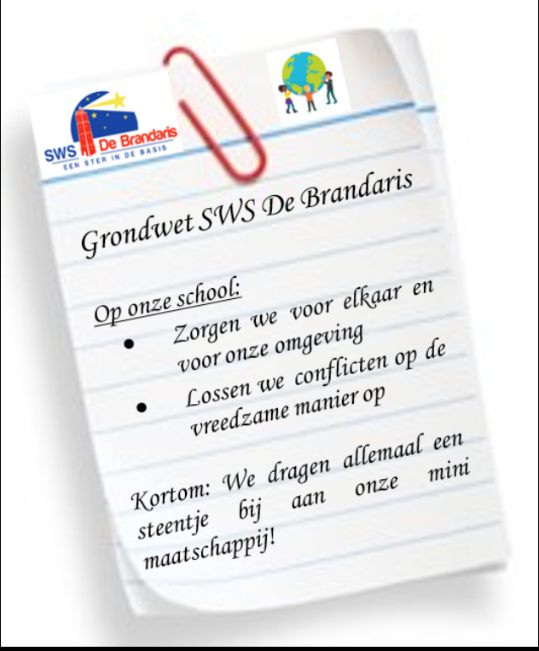 SWS De Brandaris
EEN STER IN DE BASIS
Grondwet SWS De Brandaris
Op onze school:
• Zorgen we voor elkaar en
voor onze omgeving
• Lossen we conflicten op de
vreedzame manier op
Kortom: We dragen allemaal een
steentje bij aan onze mini
maatschappij!